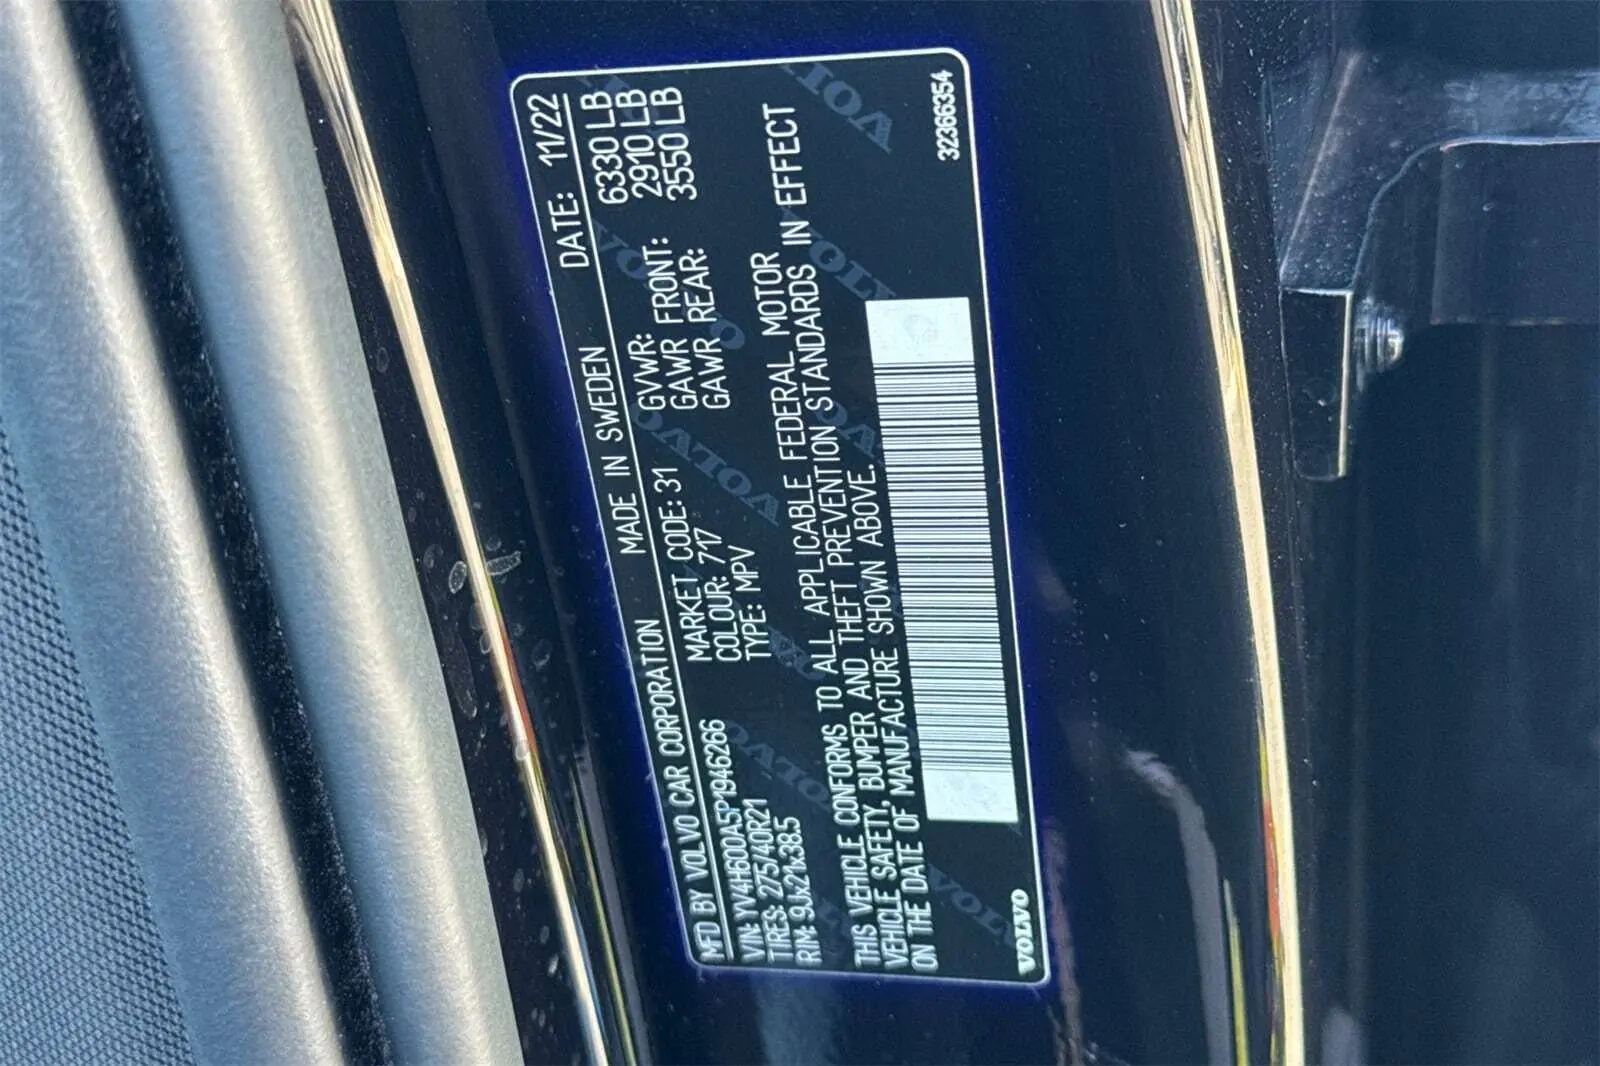 MFD BY VOLVO CAR CORPORATION MADE IN SWEDEN DATE: 11/22
VIN: YV4H600A5P1946266 MARKET CODE: 31 GVWR: 6330 LB
TIRES: 275/40R21 COLOUR: 717 GAWR FRONT: 2910 LB
RIM: 9Jx21x38.5 TYPE: MPV GAWR REAR: 3550 LB
THIS VEHICLE CONFORMS TO ALL APPLICABLE FEDERAL MOTOR
VEHICLE SAFETY, BUMPER AND THEFT PREVENTION STANDARDS IN EFFECT
ON THE DATE OF MANUFACTURE SHOWN ABOVE.
VOLVO 32366354